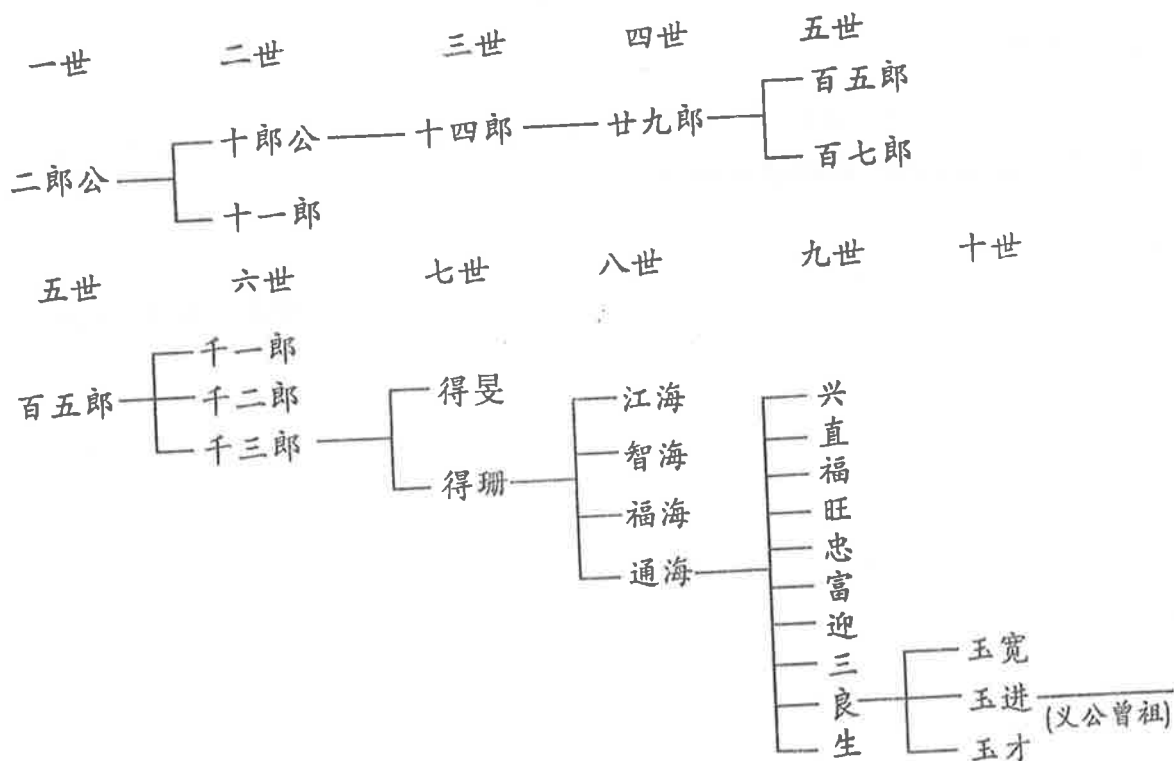 一世 二世 三世 四世 五世
百五郎
十郎公 十四郎 廿九郎
二郎公 百七郎
十一郎
五世 六世 七世 八世 九世 十世
千一郎
百五郎 千二郎 得旻 江海 兴
千三郎 直
得珊 智海 福
福海 旺
忠
通海 富
迎
三 玉宽
良 玉进
(义公曾祖)
生 玉才